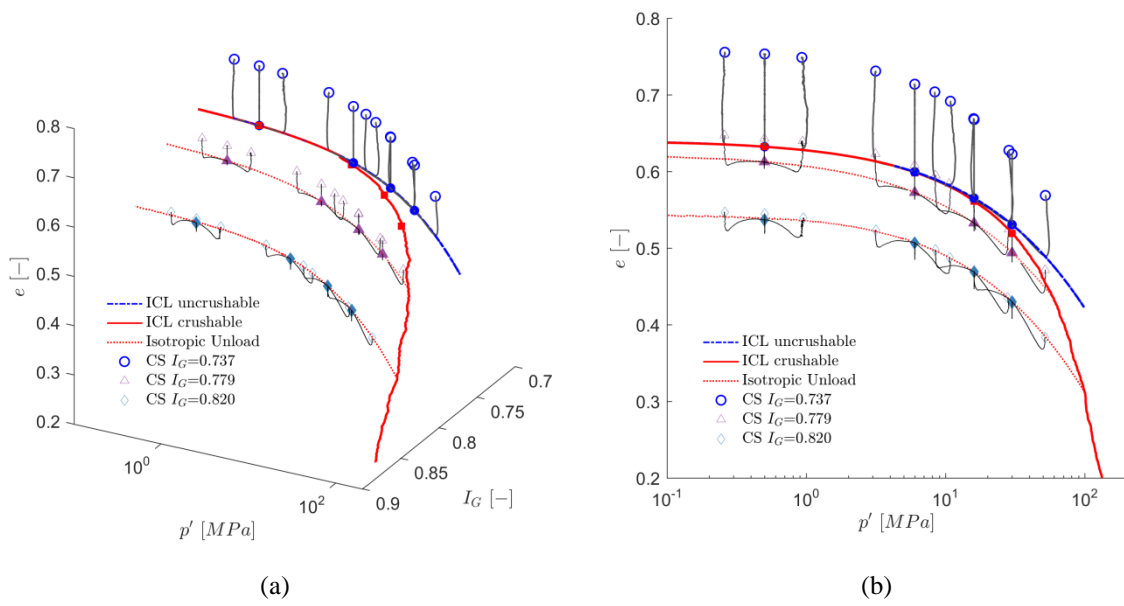 0.8
0.7
0.6
0.5
0.4
0.3
0.2
e [−]
ICL uncrushable
ICL crushable
Isotropic Unload
CS I_G=0.737
CS I_G=0.779
CS I_G=0.820
10^0
10^2
p′ [MPa]
0.7
0.75
0.8
0.85
0.9
I_G [−]
(a)
0.8
0.7
0.6
0.5
0.4
0.3
0.2
e [−]
ICL uncrushable
ICL crushable
Isotropic Unload
CS I_G=0.737
CS I_G=0.779
CS I_G=0.820
10^-1
10^0
10^1
10^2
p′ [MPa]
(b)